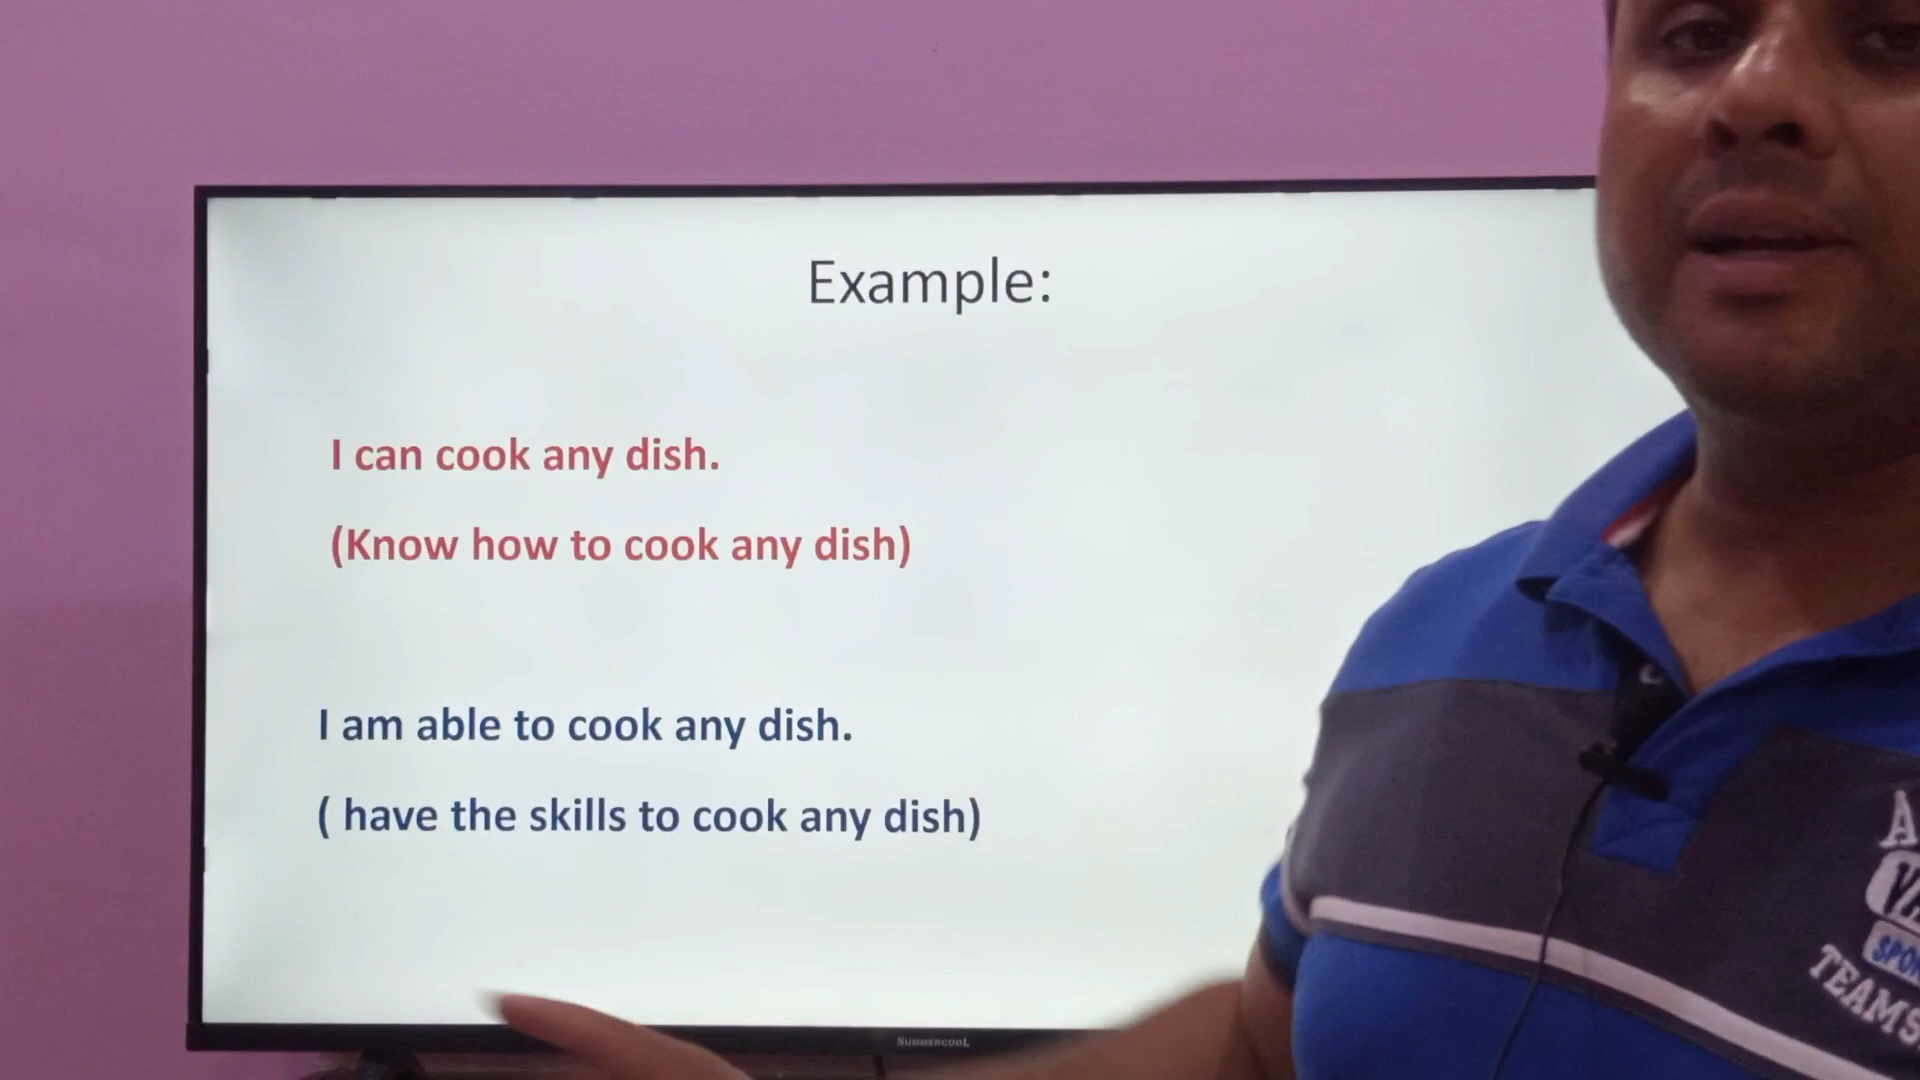 Example:
I can cook any dish.
(Know how to cook any dish)
I am able to cook any dish.
( have the skills to cook any dish)
SUMMERCOOL
TEAMS